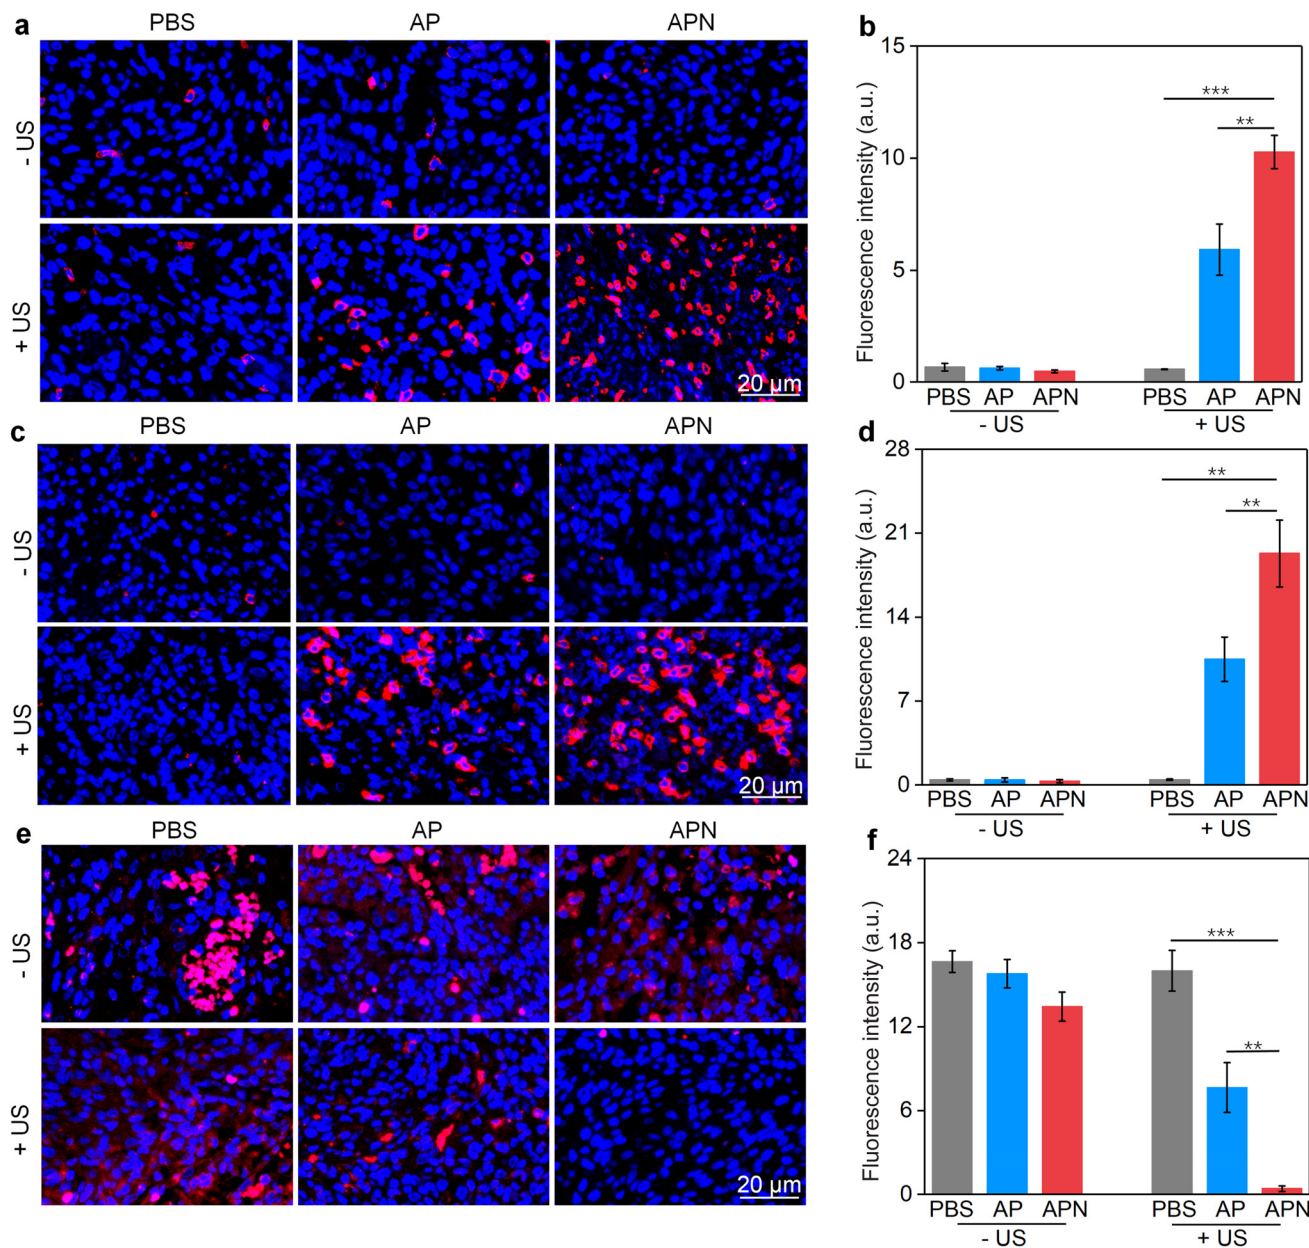 a
PBS AP APN
- US
+ US
20 µm
b
Fluorescence intensity (a.u.)
15
10
5
0
***
**
PBS AP APN PBS AP APN
- US + US
c
PBS AP APN
- US
+ US
20 µm
d
Fluorescence intensity (a.u.)
28
21
14
7
0
**
**
PBS AP APN PBS AP APN
- US + US
e
PBS AP APN
- US
+ US
20 µm
f
Fluorescence intensity (a.u.)
24
18
12
6
0
***
**
PBS AP APN PBS AP APN
- US + US